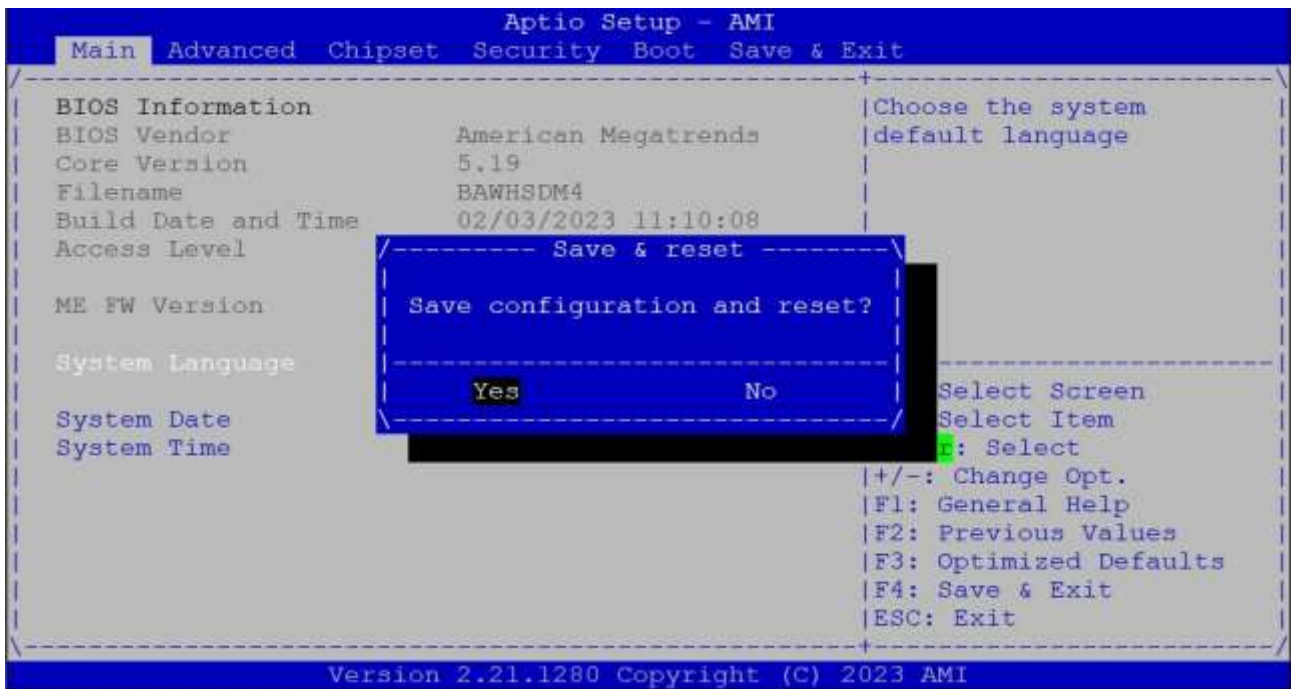 Aptio Setup - AMI
Main Advanced Chipset Security Boot Save & Exit
BIOS Information
BIOS Vendor American Megatrends
Core Version 5.19
Filename BAWHSDM4
Build Date and Time 02/03/2023 11:10:08
Access Level
ME FW Version
System Language
System Date
System Time
Choose the system
default language
Save & reset
Save configuration and reset?
Yes No
Select Screen
Select Item
r: Select
+/-: Change Opt.
F1: General Help
F2: Previous Values
F3: Optimized Defaults
F4: Save & Exit
ESC: Exit
Version 2.21.1280 Copyright (C) 2023 AMI